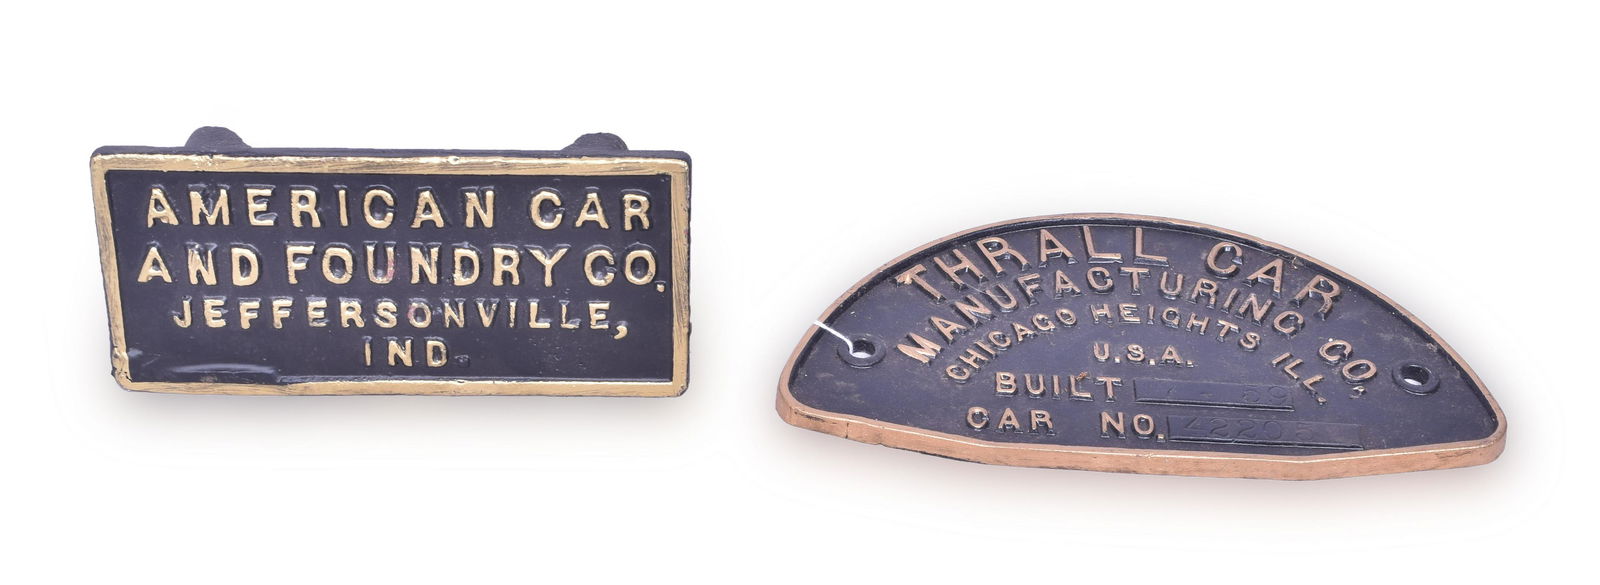 AMERICAN CAR
AND FOUNDRY CO.
JEFFERSONVILLE,
IND.
THRALL CAR
MANUFACTURING CO.,
CHICAGO HEIGHTS ILL.
U.S.A.
BUILT
CAR NO.